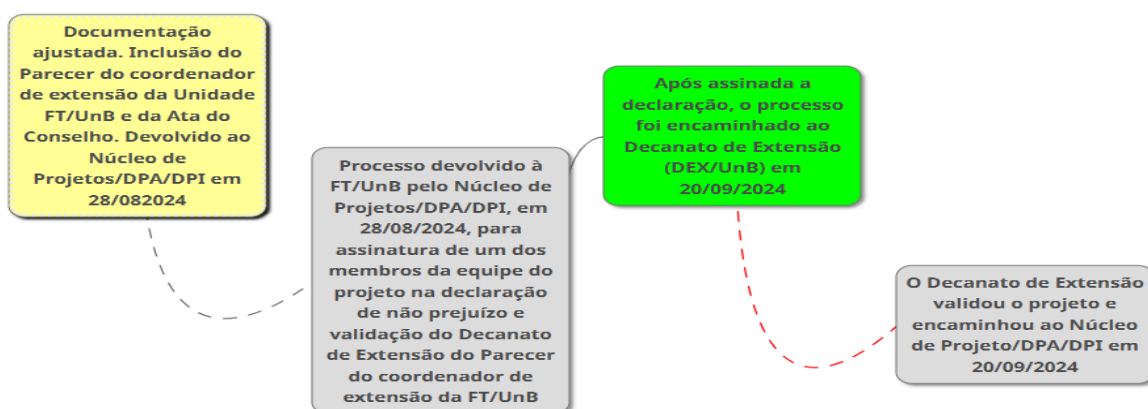 Documentação
ajustada. Inclusão do
Parecer do coordenador
de extensão da Unidade
FT/UnB e da Ata do
Conselho. Devolvido ao
Núcleo de
Projetos/DPA/DPI em
28/082024
Processo devolvido à
FT/UnB pelo Núcleo de
Projetos/DPA/DPI, em
28/08/2024, para
assinatura de um dos
membros da equipe do
projeto na declaração
de não prejuízo e
validação do Decanato
de Extensão do Parecer
do coordenador de
extensão da FT/UnB
Após assinada a
declaração, o processo
foi encaminhado ao
Decanato de Extensão
(DEX/UnB) em
20/09/2024
O Decanato de Extensão
validou o projeto e
encaminhou ao Núcleo
de Projeto/DPA/DPI em
20/09/2024